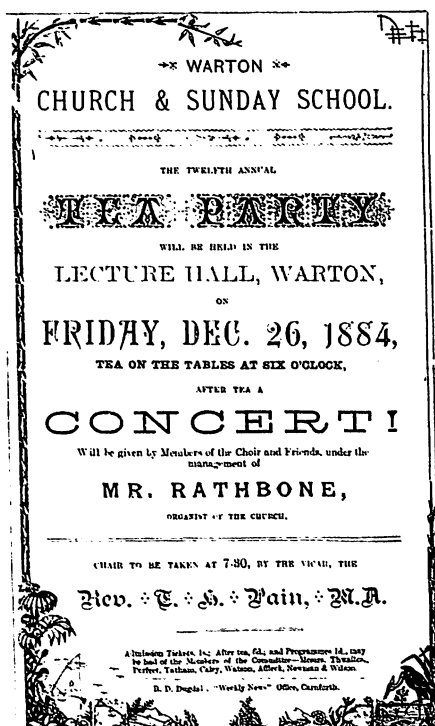 WARTON
CHURCH & SUNDAY SCHOOL.
THE TWELFTH ANNUAL
TEA PARTY
WILL BE HELD IN THE
LECTURE HALL, WARTON,
ON
FRIDAY, DEC. 26, 1884,
TEA ON THE TABLES AT SIX O'CLOCK,
AFTER TEA A
CONCERT!
Will be given by Members of the Choir and Friends, under the
management of
MR. RATHBONE,
ORGANIST OF THE CHURCH.
CHAIR TO BE TAKEN AT 7-30, BY THE VICAR, THE
Rev. T. H. Pain, M.A.
Admission Tickets, 1s.; After tea, 6d.; and Programmes 1d., may
be had of the Members of the Committee—Messrs. Thwaites,
Perfect, Tatham, Watson, Affleck, Newman & Wilson.
"Weekly News" Office, Carnforth.